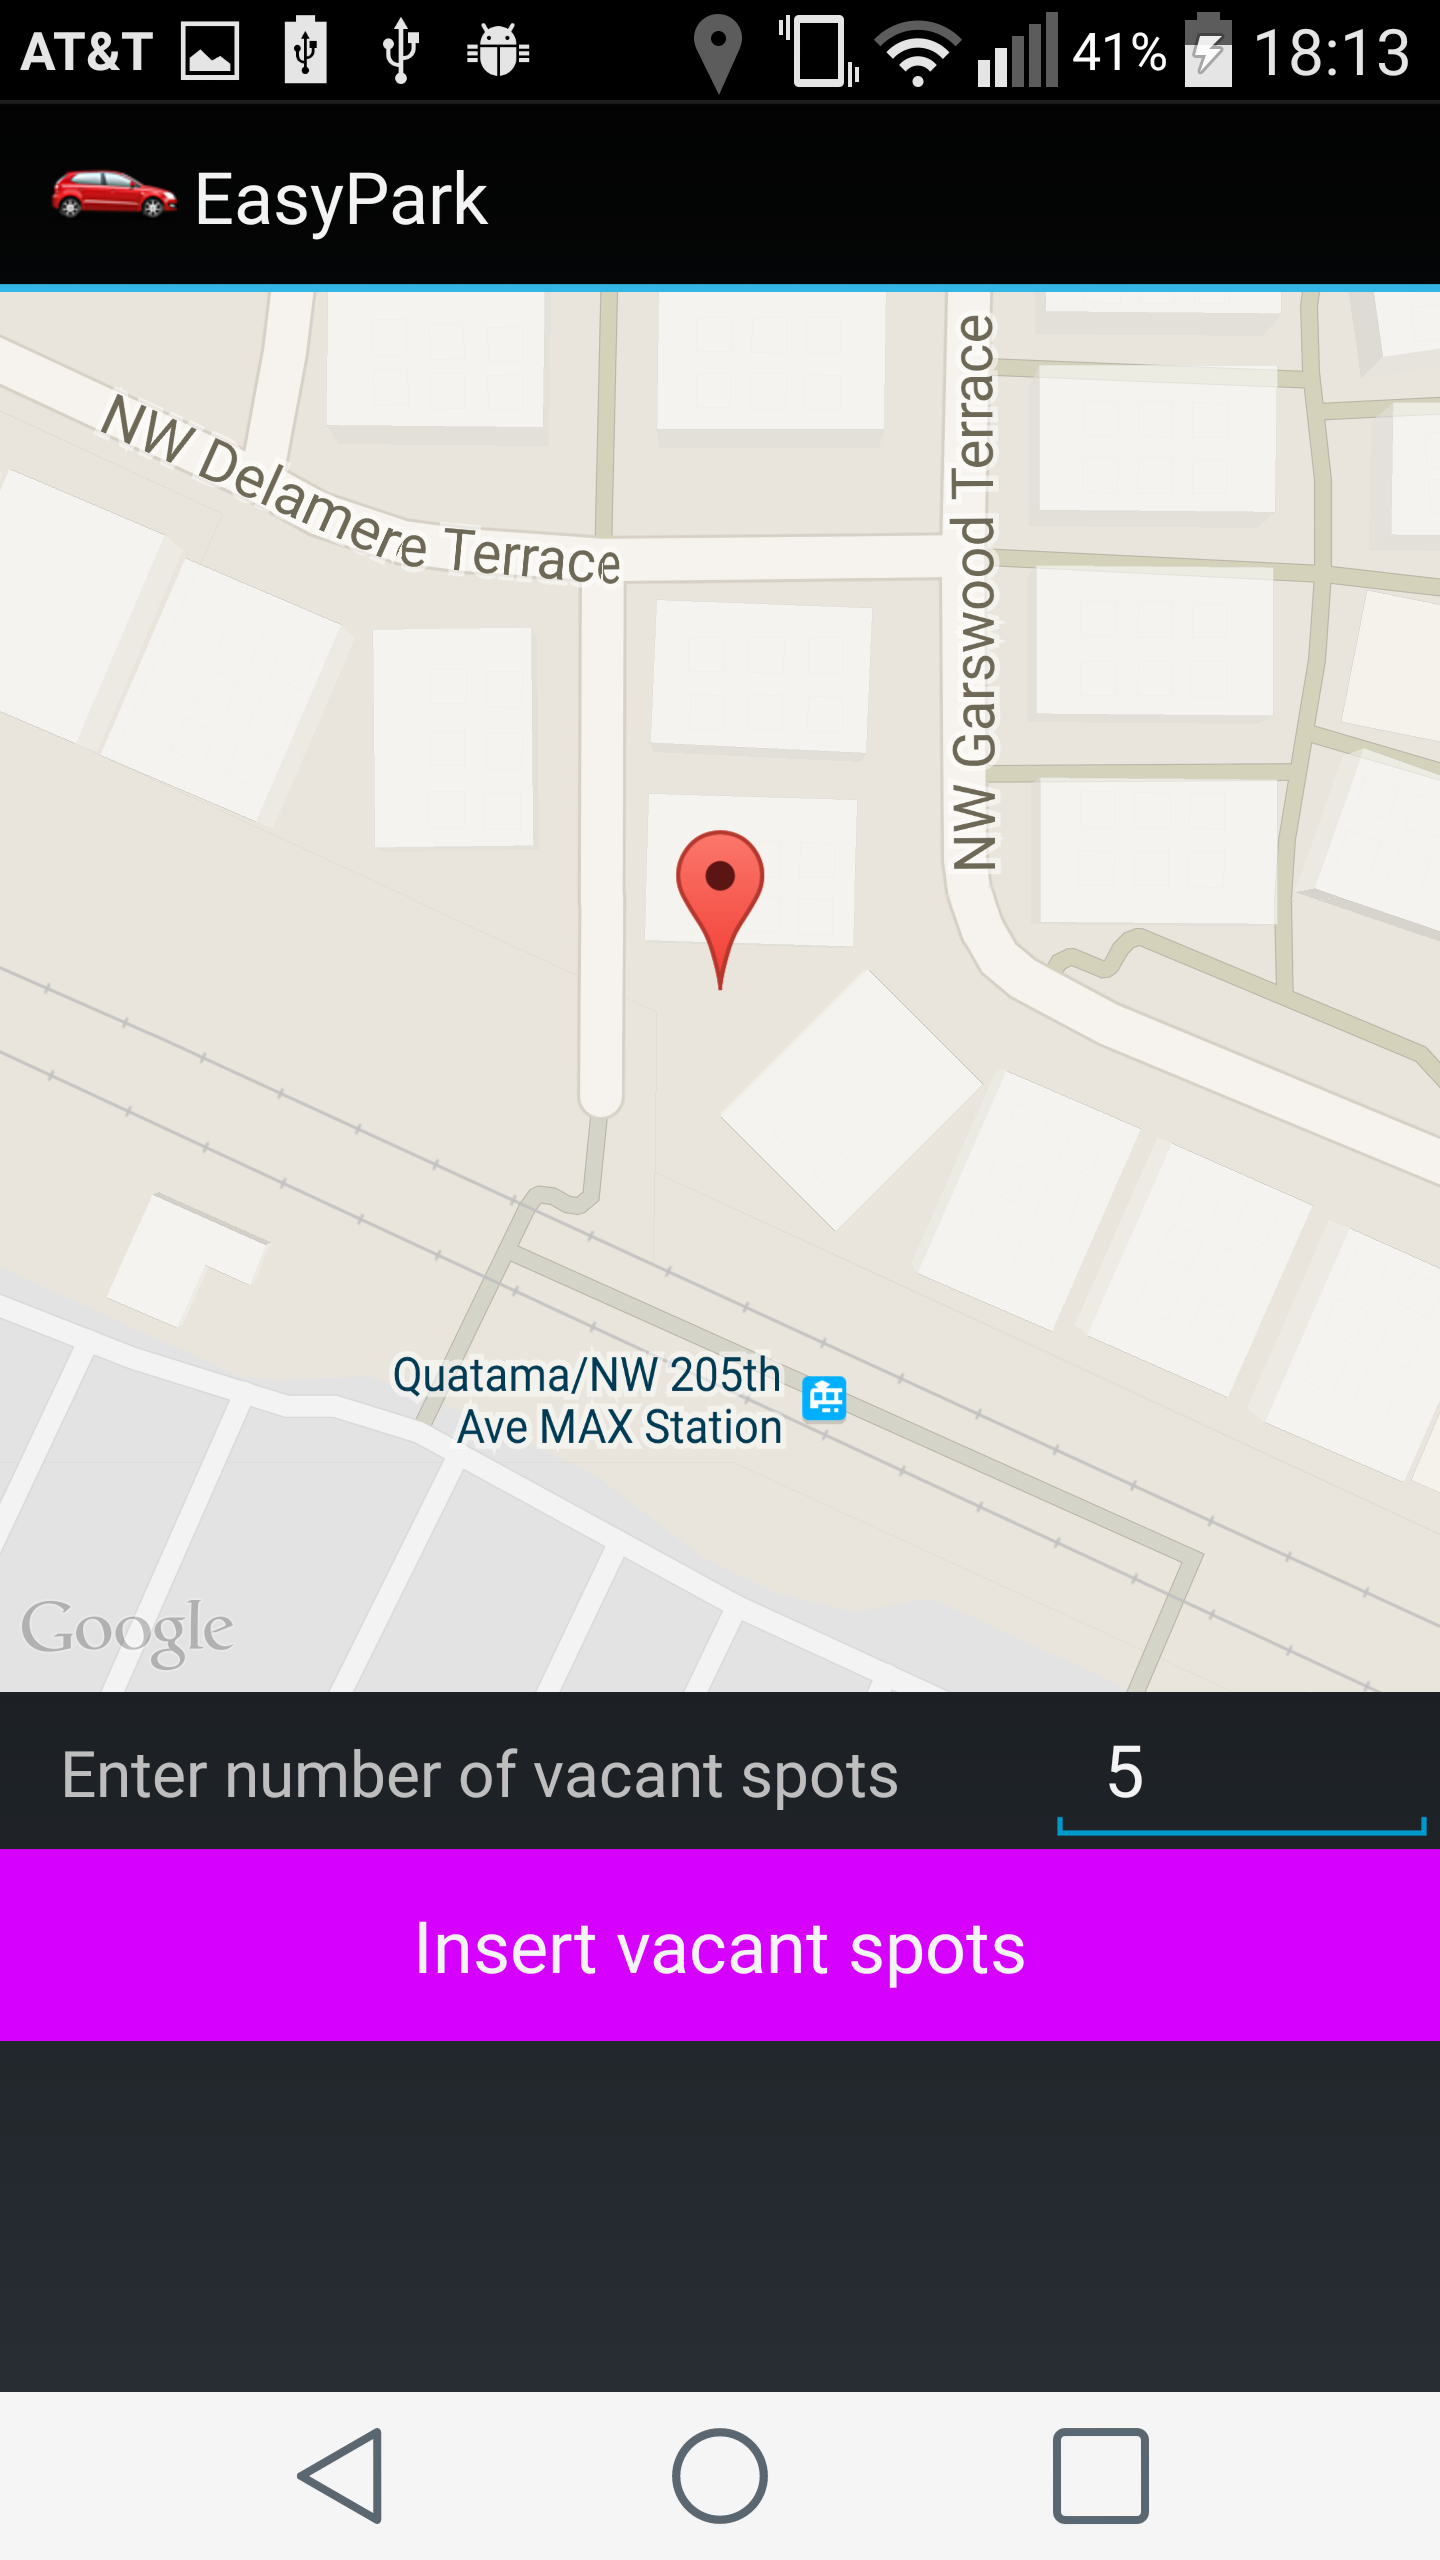 AT&T 41% 18:13
EasyPark
NW Delamere Terrace
NW Garswood Terrace
Quatama/NW 205th
Ave MAX Station
Google
Enter number of vacant spots 5
Insert vacant spots